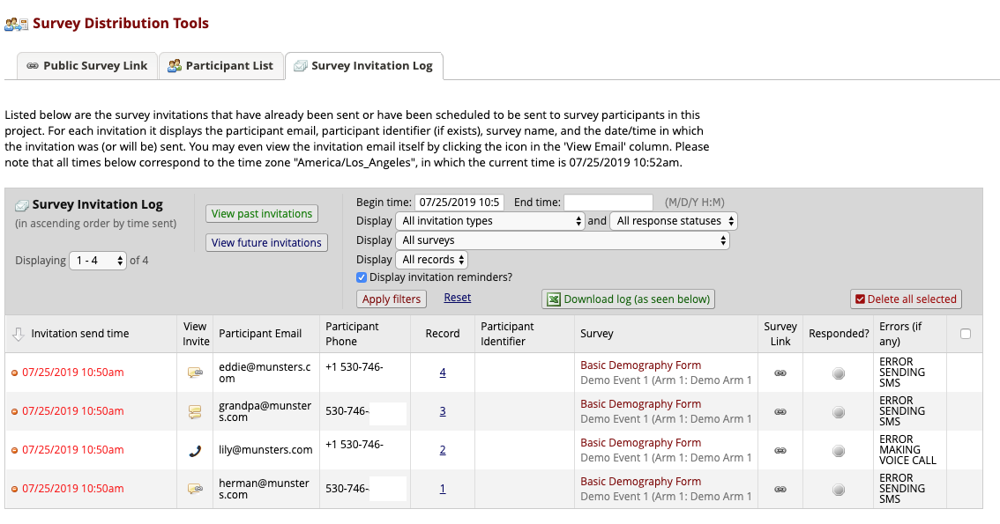 Survey Distribution Tools
Public Survey Link
Participant List
Survey Invitation Log
Listed below are the survey invitations that have already been sent or have been scheduled to be sent to survey participants in this
project. For each invitation it displays the participant email, participant identifier (if exists), survey name, and the date/time in which
the invitation was (or will be) sent. You may even view the invitation email itself by clicking the icon in the 'View Email' column. Please
note that all times below correspond to the time zone "America/Los_Angeles", in which the current time is 07/25/2019 10:52am.
Survey Invitation Log
(in ascending order by time sent)
Displaying 1 - 4 of 4
View past invitations
View future invitations
Begin time: 07/25/2019 10:5 End time: (M/D/Y H:M)
Display All invitation types and All response statuses
Display All surveys
Display All records
Display invitation reminders?
Apply filters Reset Download log (as seen below) Delete all selected
Invitation send time
View
Invite
Participant Email
Participant
Phone
Record
Participant
Identifier
Survey
Survey
Link
Responded?
Errors (if
any)
07/25/2019 10:50am
eddie@munsters.c
om
+1 530-746-
4
Basic Demography Form
Demo Event 1 (Arm 1: Demo Arm 1
ERROR
SENDING
SMS
07/25/2019 10:50am
grandpa@munster
s.com
530-746-
3
Basic Demography Form
Demo Event 1 (Arm 1: Demo Arm 1
ERROR
SENDING
SMS
07/25/2019 10:50am
lily@munsters.com
+1 530-746-
2
Basic Demography Form
Demo Event 1 (Arm 1: Demo Arm 1
ERROR
MAKING
VOICE CALL
07/25/2019 10:50am
herman@munster
s.com
530-746-
1
Basic Demography Form
Demo Event 1 (Arm 1: Demo Arm 1
ERROR
SENDING
SMS